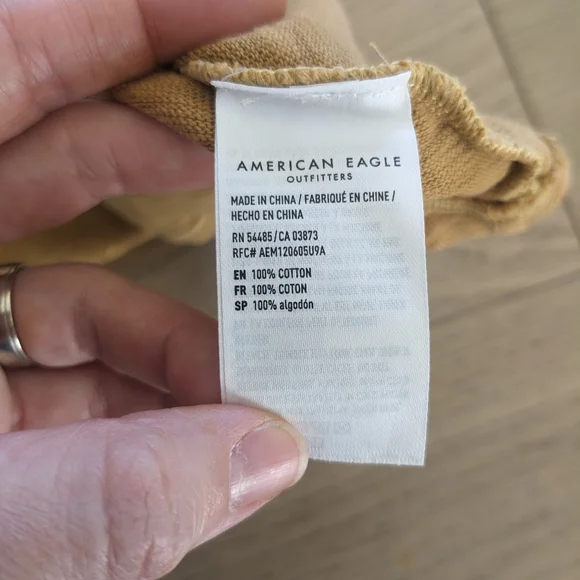 AMERICAN EAGLE
OUTFITTERS
MADE IN CHINA / FABRIQUÉ EN CHINE /
HECHO EN CHINA
RN 54485/CA 03873
RFC# AEM120605U9A
EN 100% COTTON
FR 100% COTON
SP 100% algodón